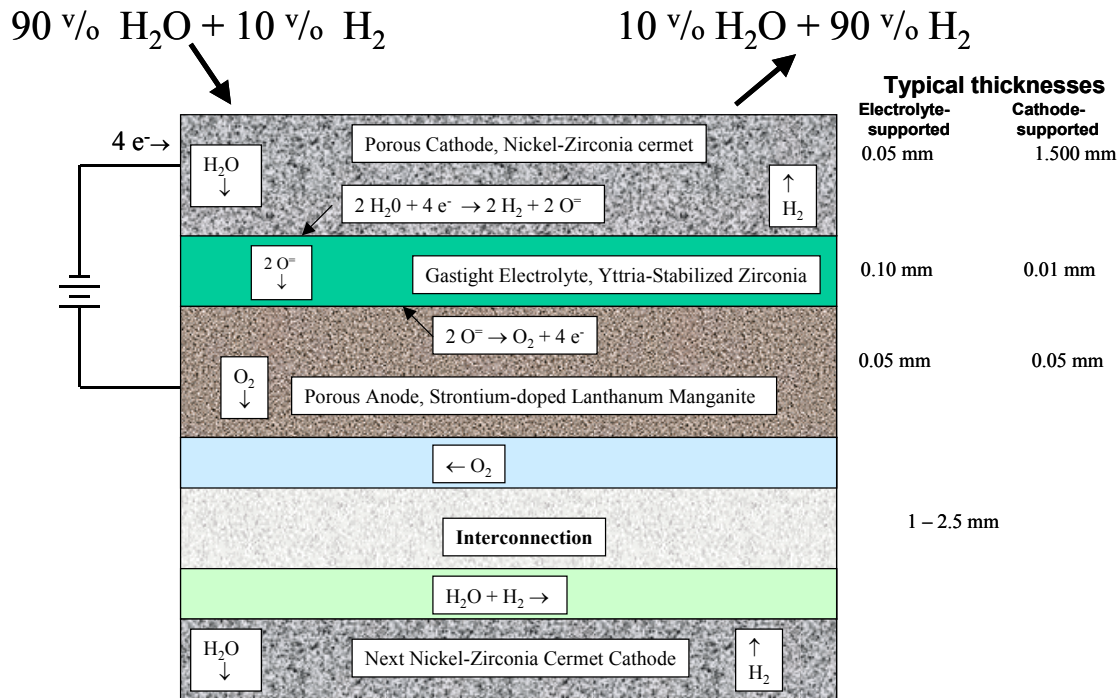 90 v/% H₂O + 10 v/% H₂
10 v/% H₂O + 90 v/% H₂
Typical thicknesses
Electrolyte-supported
Cathode-supported
4 e⁻→
Porous Cathode, Nickel-Zirconia cermet
0.05 mm 1.500 mm
H₂O
↓
↑
H₂
2 H₂0 + 4 e⁻ → 2 H₂ + 2 O⁼
2 O⁼
↓
Gastight Electrolyte, Yttria-Stabilized Zirconia
0.10 mm 0.01 mm
2 O⁼ → O₂ + 4 e⁻
0.05 mm 0.05 mm
O₂
↓
Porous Anode, Strontium-doped Lanthanum Manganite
← O₂
1 – 2.5 mm
Interconnection
H₂O + H₂ →
H₂O
↓
Next Nickel-Zirconia Cermet Cathode
↑
H₂